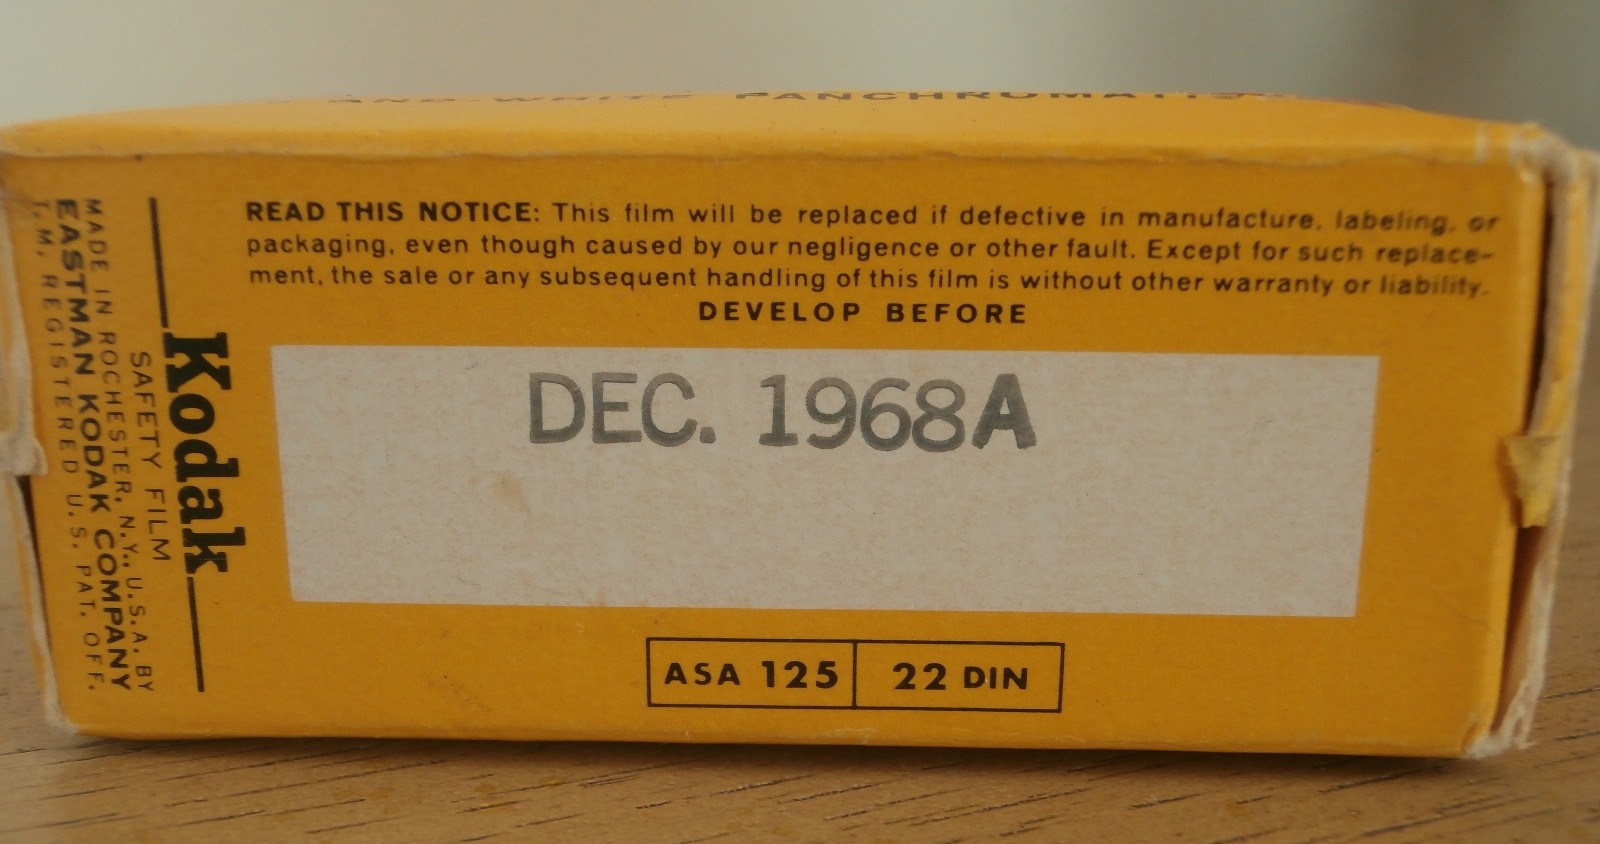 AND-WHITE PANCHROMATIC
READ THIS NOTICE: This film will be replaced if defective in manufacture, labeling, or
packaging, even though caused by our negligence or other fault. Except for such replace-
ment, the sale or any subsequent handling of this film is without other warranty or liability.
DEVELOP BEFORE
DEC. 1968A
ASA 125
22 DIN
Kodak
SAFETY FILM
MADE IN ROCHESTER, N.Y., U.S.A. BY
EASTMAN KODAK COMPANY
T.M. REGISTERED U.S. PAT. OFF.